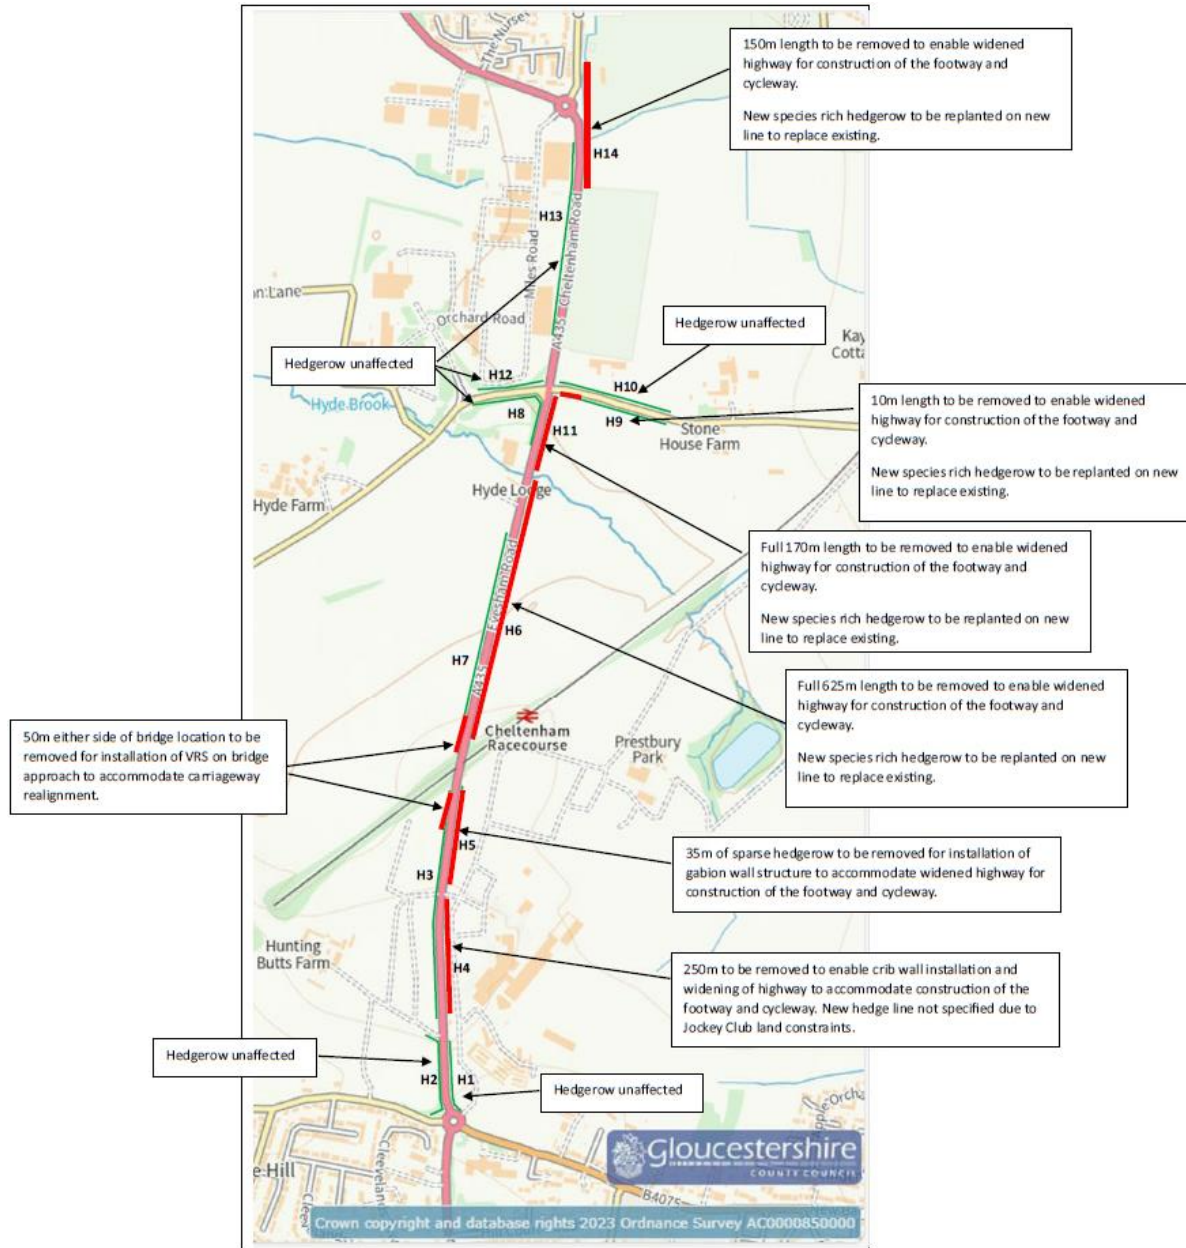 The Nurser
150m length to be removed to enable widened
highway for construction of the footway and
cycleway.
New species rich hedgerow to be replanted on new
line to replace existing.
H14
H13
Cheltenham Road
A435
Miles Road
n Lane
Orchard Road
Hedgerow unaffected
Kay
Cotta
Hedgerow unaffected
H12
H10
Hyde Brook
H8
H9
H11
Stone
House Farm
10m length to be removed to enable widened
highway for construction of the footway and
cycleway.
New species rich hedgerow to be replanted on new
line to replace existing.
Hyde Lodge
Hyde Farm
Full 170m length to be removed to enable widened
highway for construction of the footway and
cycleway.
New species rich hedgerow to be replanted on new
line to replace existing.
Evesham Road
A435
H6
H7
Full 625m length to be removed to enable widened
highway for construction of the footway and
cycleway.
New species rich hedgerow to be replanted on new
line to replace existing.
Cheltenham
Racecourse
Prestbury
Park
50m either side of bridge location to be
removed for installation of VRS on bridge
approach to accommodate carriageway
realignment.
H5
H3
35m of sparse hedgerow to be removed for installation of
gabion wall structure to accommodate widened highway for
construction of the footway and cycleway.
Hunting
Butts Farm
H4
250m to be removed to enable crib wall installation and
widening of highway to accommodate construction of the
footway and cycleway. New hedge line not specified due to
Jockey Club land constraints.
Hedgerow unaffected
H2
H1
Hedgerow unaffected
e Hill
Cleevelan
B4075
Gloucestershire
COUNTY COUNCIL
Crown copyright and database rights 2023 Ordnance Survey AC0000850000